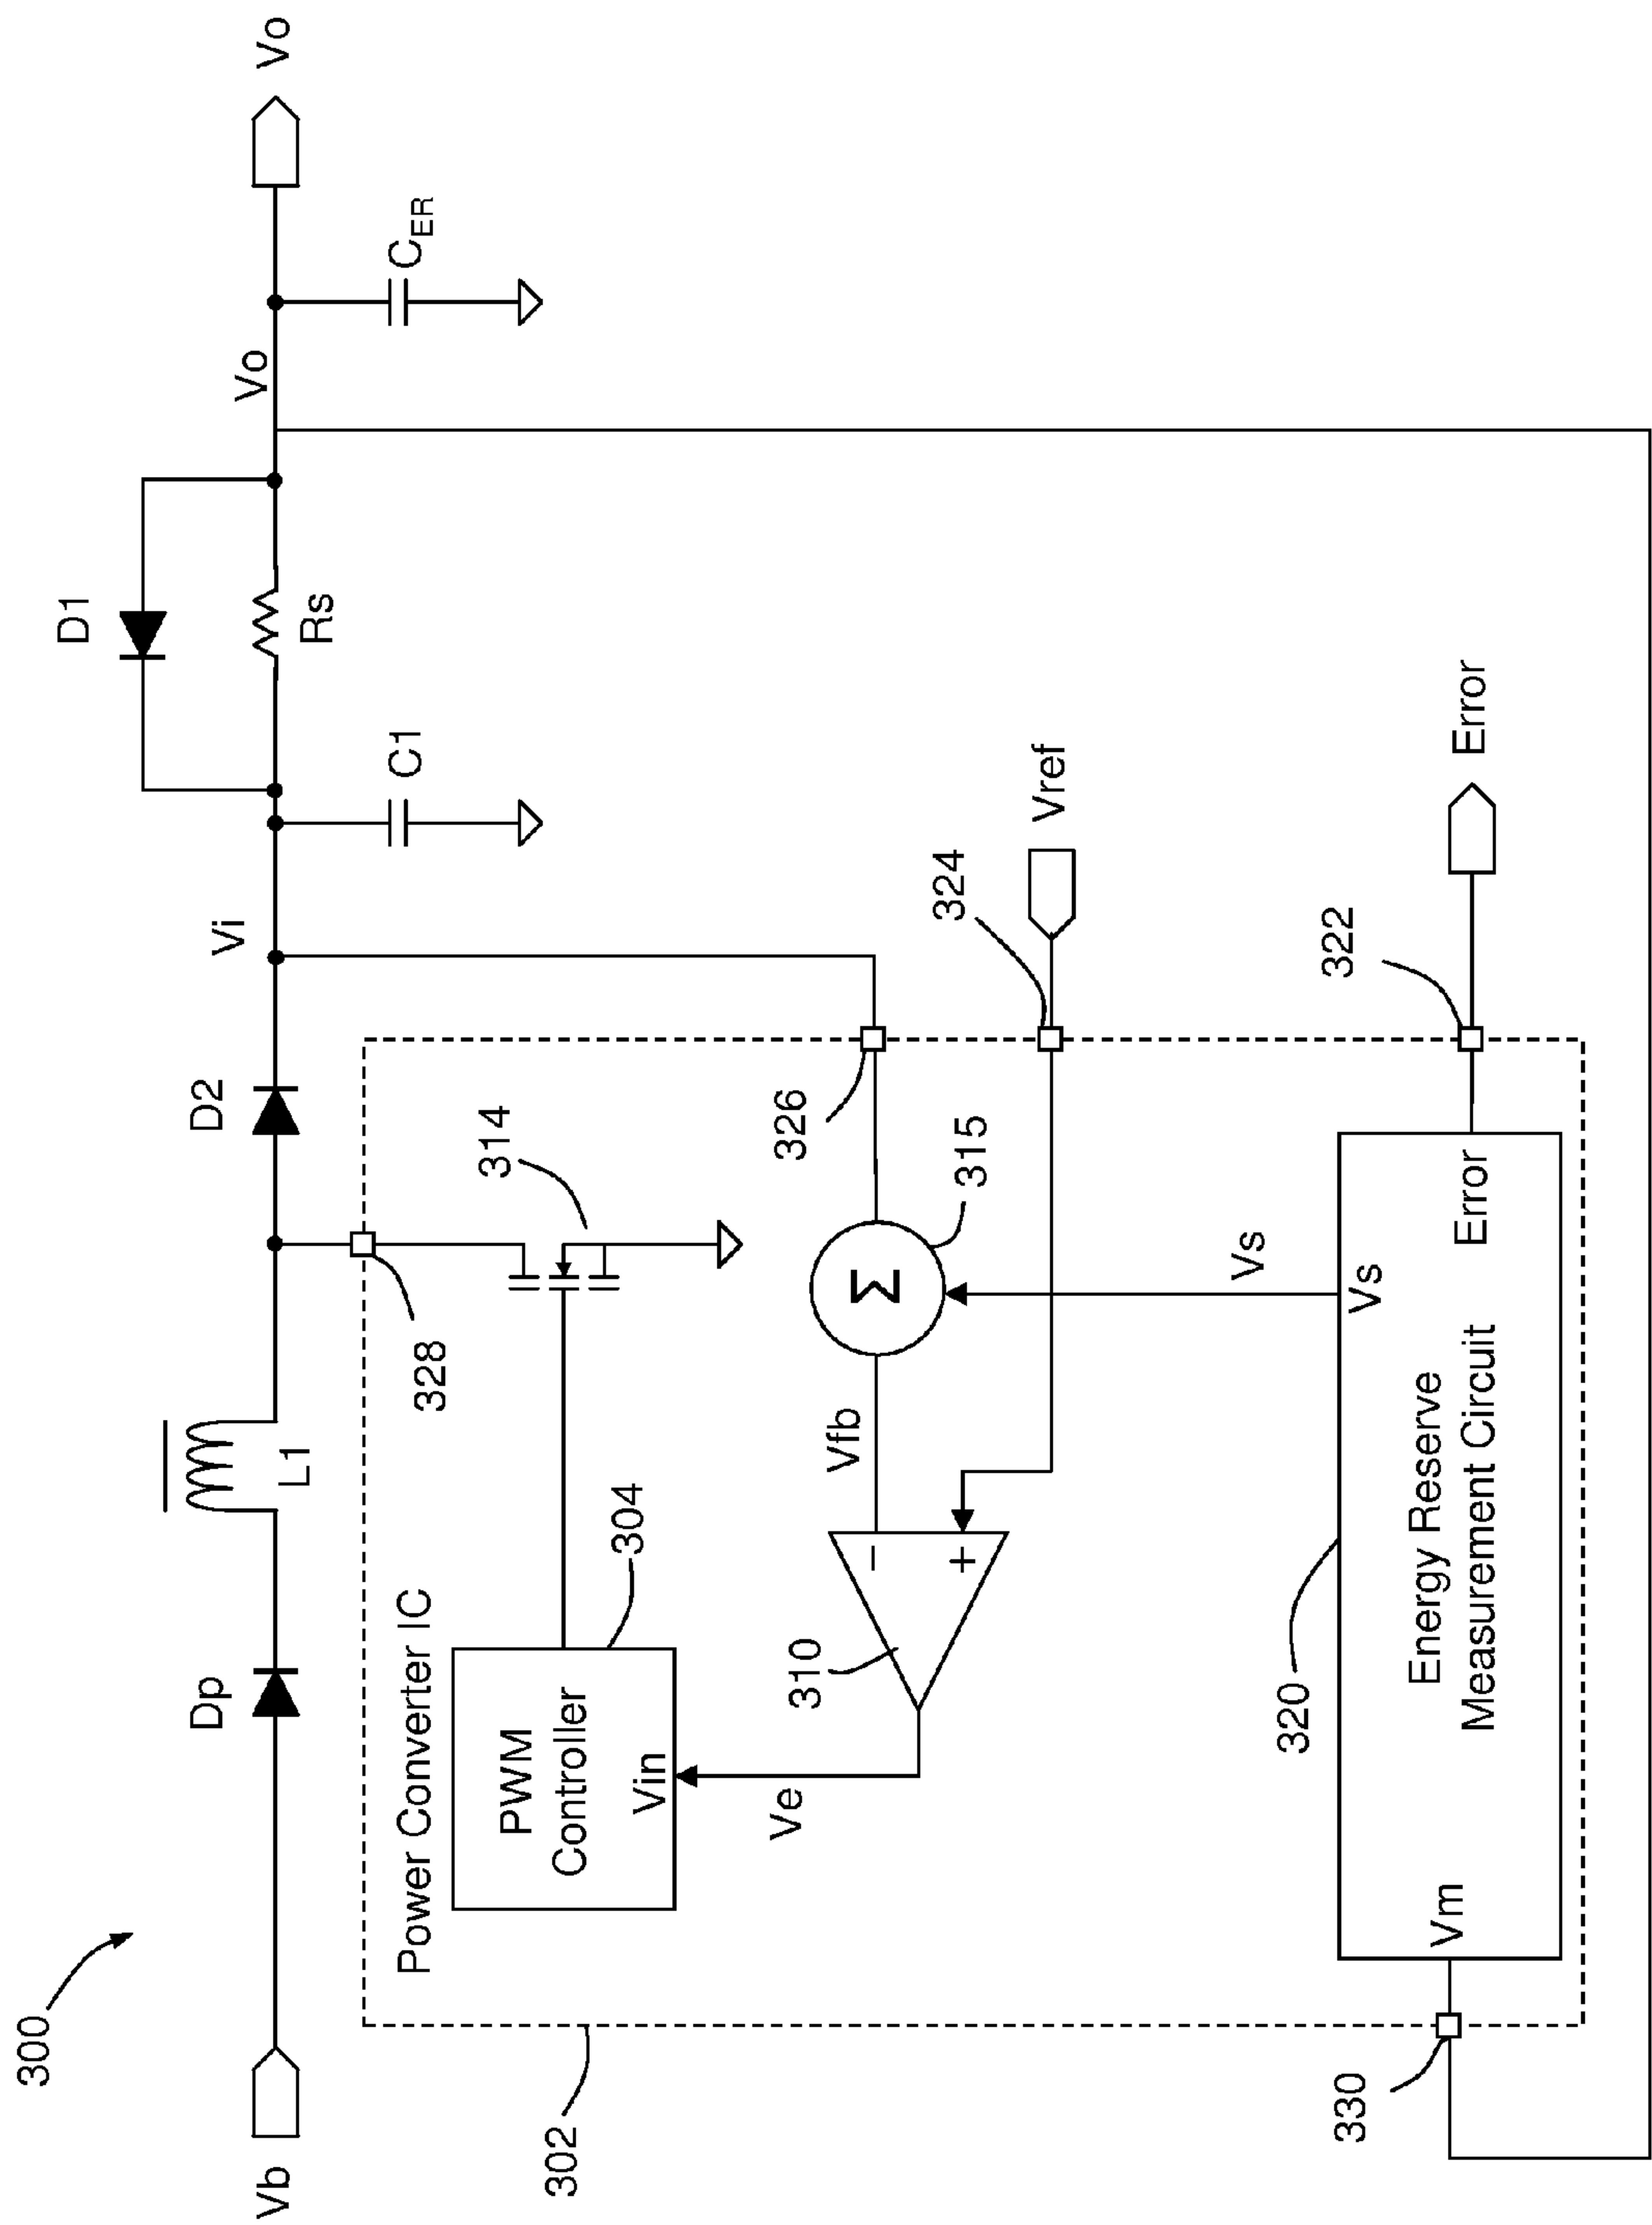 300
Vb
Dp
L1
D2
Vi
C1
D1
Rs
Vo
C_ER
Vo
302
Power Converter IC
328
314
PWM
Controller
Vin
304
Ve
310
−
+
Vfb
Σ
315
326
324
Vref
Vs
330
Vm
320
Energy Reserve
Measurement Circuit
Vs
Error
322
Error